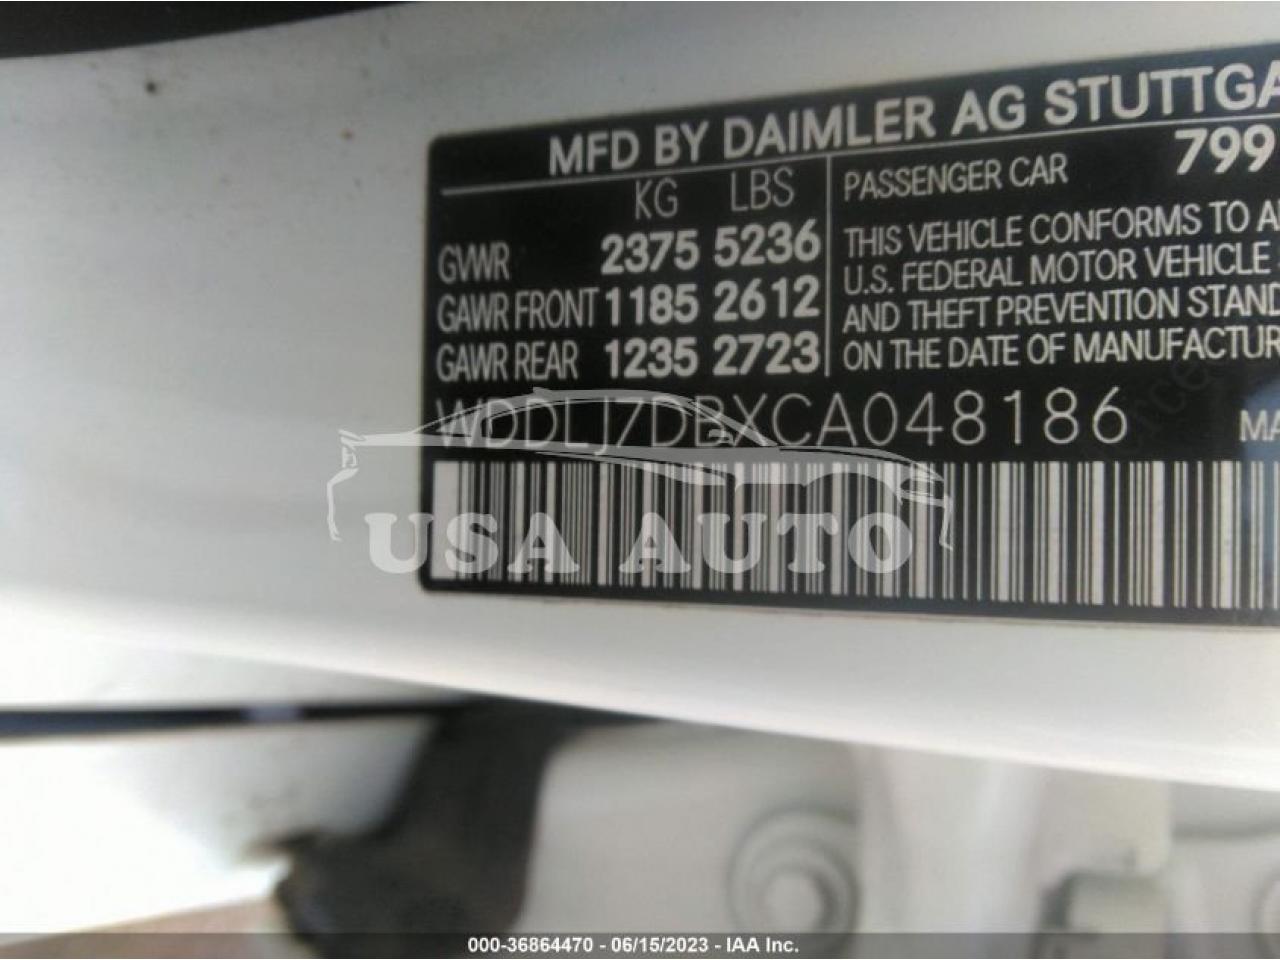 MFD BY DAIMLER AG STUTTGA
KG LBS
GVWR 2375 5236
GAWR FRONT 1185 2612
GAWR REAR 1235 2723
PASSENGER CAR 799
THIS VEHICLE CONFORMS TO A
U.S. FEDERAL MOTOR VEHICLE
AND THEFT PREVENTION STAND
ON THE DATE OF MANUFACTUR
WDDLJ7DBXCA048186 MA
USA AUTO
000-36864470 - 06/15/2023 - IAA Inc.